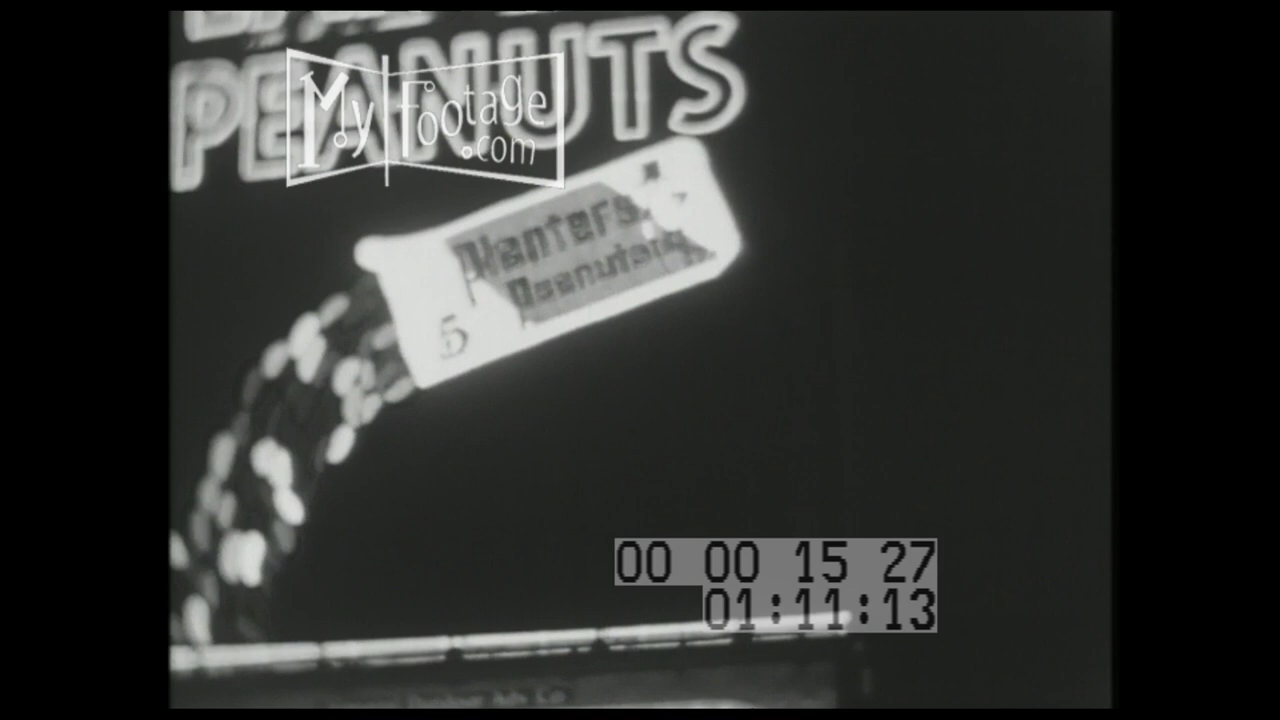 PEANUTS
My Footage
.com
Planters
Peanuts
5
00 00 15 27
01:11:13